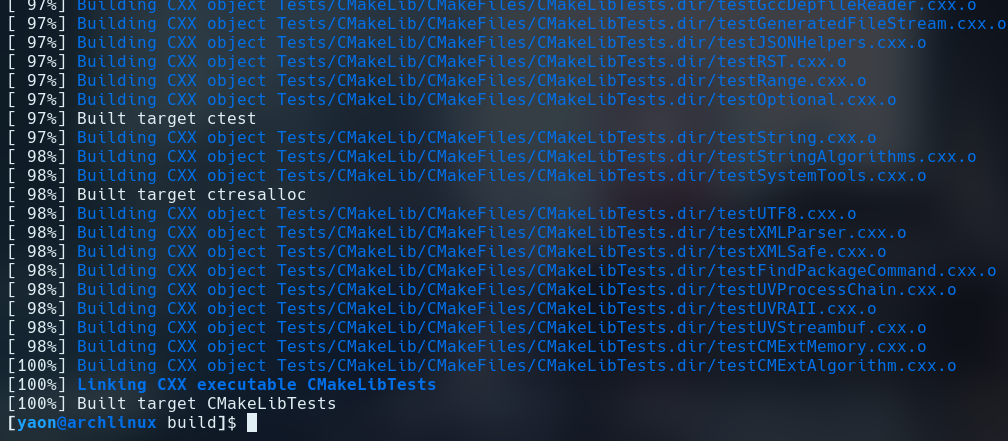 [ 97%] Building CXX object Tests/CMakeLib/CMakeFiles/CMakeLibTests.dir/testGccDepfileReader.cxx.o
[ 97%] Building CXX object Tests/CMakeLib/CMakeFiles/CMakeLibTests.dir/testGeneratedFileStream.cxx.o
[ 97%] Building CXX object Tests/CMakeLib/CMakeFiles/CMakeLibTests.dir/testJSONHelpers.cxx.o
[ 97%] Building CXX object Tests/CMakeLib/CMakeFiles/CMakeLibTests.dir/testRST.cxx.o
[ 97%] Building CXX object Tests/CMakeLib/CMakeFiles/CMakeLibTests.dir/testRange.cxx.o
[ 97%] Building CXX object Tests/CMakeLib/CMakeFiles/CMakeLibTests.dir/testOptional.cxx.o
[ 97%] Built target ctest
[ 97%] Building CXX object Tests/CMakeLib/CMakeFiles/CMakeLibTests.dir/testString.cxx.o
[ 98%] Building CXX object Tests/CMakeLib/CMakeFiles/CMakeLibTests.dir/testStringAlgorithms.cxx.o
[ 98%] Building CXX object Tests/CMakeLib/CMakeFiles/CMakeLibTests.dir/testSystemTools.cxx.o
[ 98%] Built target ctresalloc
[ 98%] Building CXX object Tests/CMakeLib/CMakeFiles/CMakeLibTests.dir/testUTF8.cxx.o
[ 98%] Building CXX object Tests/CMakeLib/CMakeFiles/CMakeLibTests.dir/testXMLParser.cxx.o
[ 98%] Building CXX object Tests/CMakeLib/CMakeFiles/CMakeLibTests.dir/testXMLSafe.cxx.o
[ 98%] Building CXX object Tests/CMakeLib/CMakeFiles/CMakeLibTests.dir/testFindPackageCommand.cxx.o
[ 98%] Building CXX object Tests/CMakeLib/CMakeFiles/CMakeLibTests.dir/testUVProcessChain.cxx.o
[ 98%] Building CXX object Tests/CMakeLib/CMakeFiles/CMakeLibTests.dir/testUVRAII.cxx.o
[ 98%] Building CXX object Tests/CMakeLib/CMakeFiles/CMakeLibTests.dir/testUVStreambuf.cxx.o
[ 98%] Building CXX object Tests/CMakeLib/CMakeFiles/CMakeLibTests.dir/testCMExtMemory.cxx.o
[100%] Building CXX object Tests/CMakeLib/CMakeFiles/CMakeLibTests.dir/testCMExtAlgorithm.cxx.o
[100%] Linking CXX executable CMakeLibTests
[100%] Built target CMakeLibTests
[yaon@archlinux build]$